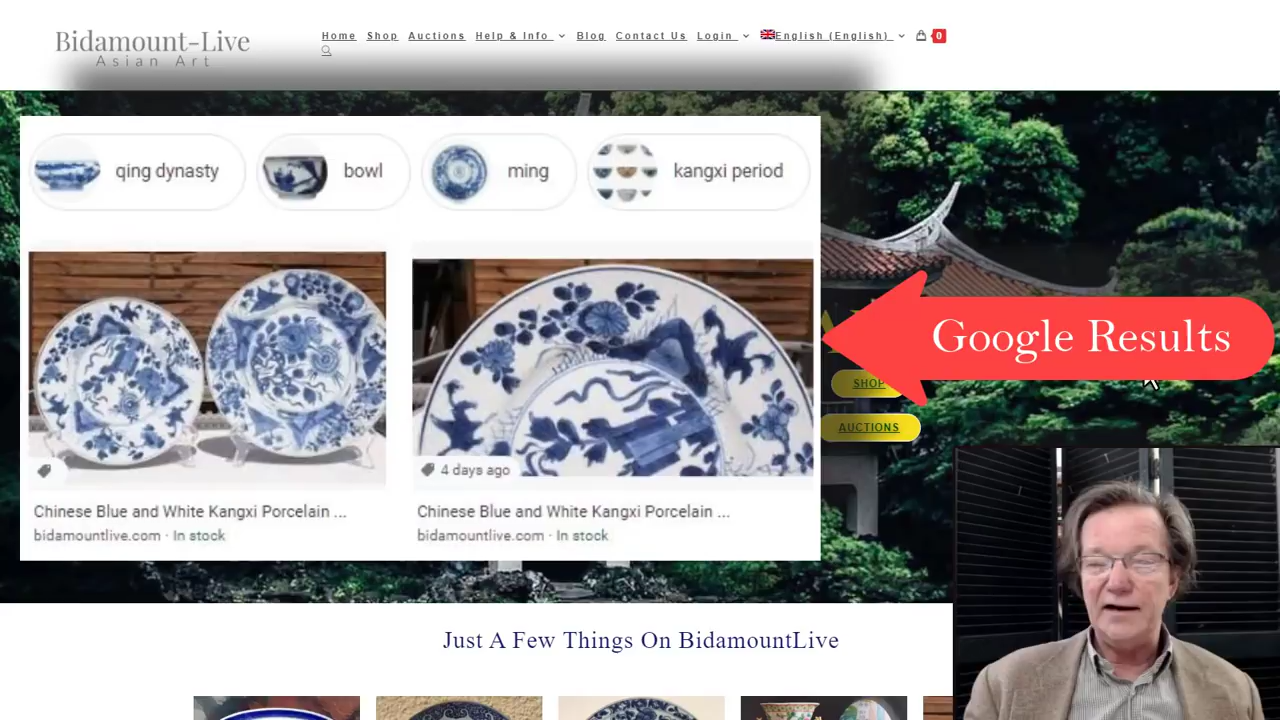 Bidamount-Live
Asian Art
Home Shop Auctions Help & Info Blog Contact Us Login English (English) 0
qing dynasty
bowl
ming
kangxi period
4 days ago
Chinese Blue and White Kangxi Porcelain ...
bidamountlive.com · In stock
Chinese Blue and White Kangxi Porcelain ...
bidamountlive.com · In stock
Google Results
SHOP
AUCTIONS
Just A Few Things On BidamountLive